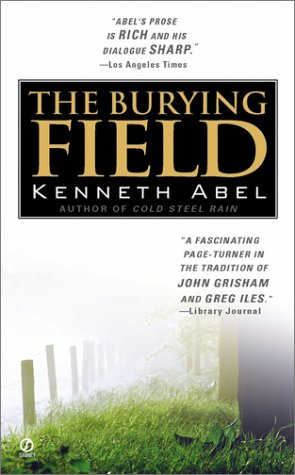 "ABEL'S PROSE
IS RICH AND HIS
DIALOGUE SHARP."
—Los Angeles Times
THE BURYING
FIELD
KENNETH ABEL
AUTHOR OF COLD STEEL RAIN
"A FASCINATING
PAGE-TURNER IN
THE TRADITION OF
JOHN GRISHAM
AND GREG ILES."
—Library Journal
SIGNET